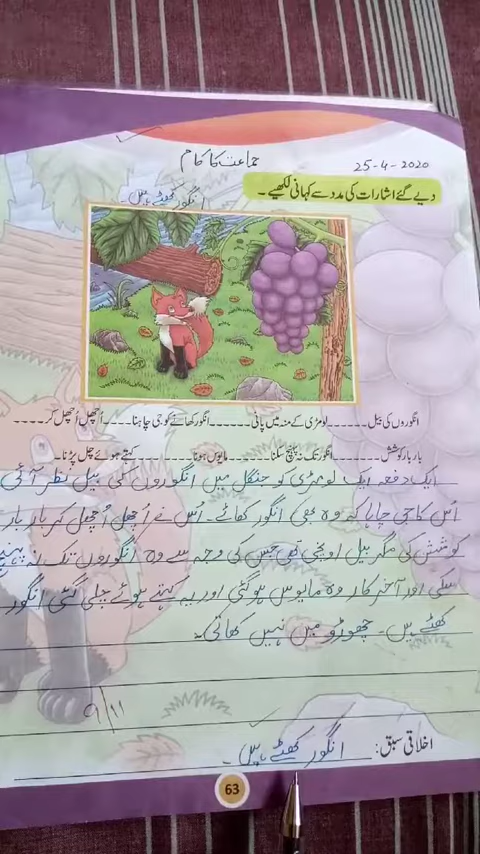 جماعت کا کام
25-4-2020
دیے گئے اشارات کی مدد سے کہانی لکھیے۔
انگور کھٹے ہیں۔
انگوروں کی بیل۔۔۔۔۔۔۔لومڑی کے منہ میں پانی۔۔۔۔۔۔۔انگور کھانے کو جی چاہنا۔۔۔۔اُچھل اُچھل کر۔۔۔۔۔
بار بار کوشش۔۔۔۔۔۔۔انگور تک نہ پہنچ سکنا۔۔۔۔۔۔۔مایوس ہونا۔۔۔۔۔۔۔کہتے ہوئے چل پڑنا۔
ایک دفعہ ایک لومڑی کو جنگل میں انگوروں کی بیل نظر آئی
اُس کا جی چاہا کہ وہ بھی انگور کھائے۔ اُس نے اُچھل اُچھل کر بار بار
کوشش کی مگر بیل اونچی تھی جس کی وجہ سے وہ انگوروں تک نہ پہنچ
سکی اور آخر کار وہ مایوس ہو گئی اور یہ کہتے ہوئے چلی گئی انگور
کھٹے ہیں۔ چھوڑو میں نہیں کھاتی۔
9/11
اخلاقی سبق: انگور کھٹے ہیں۔
63